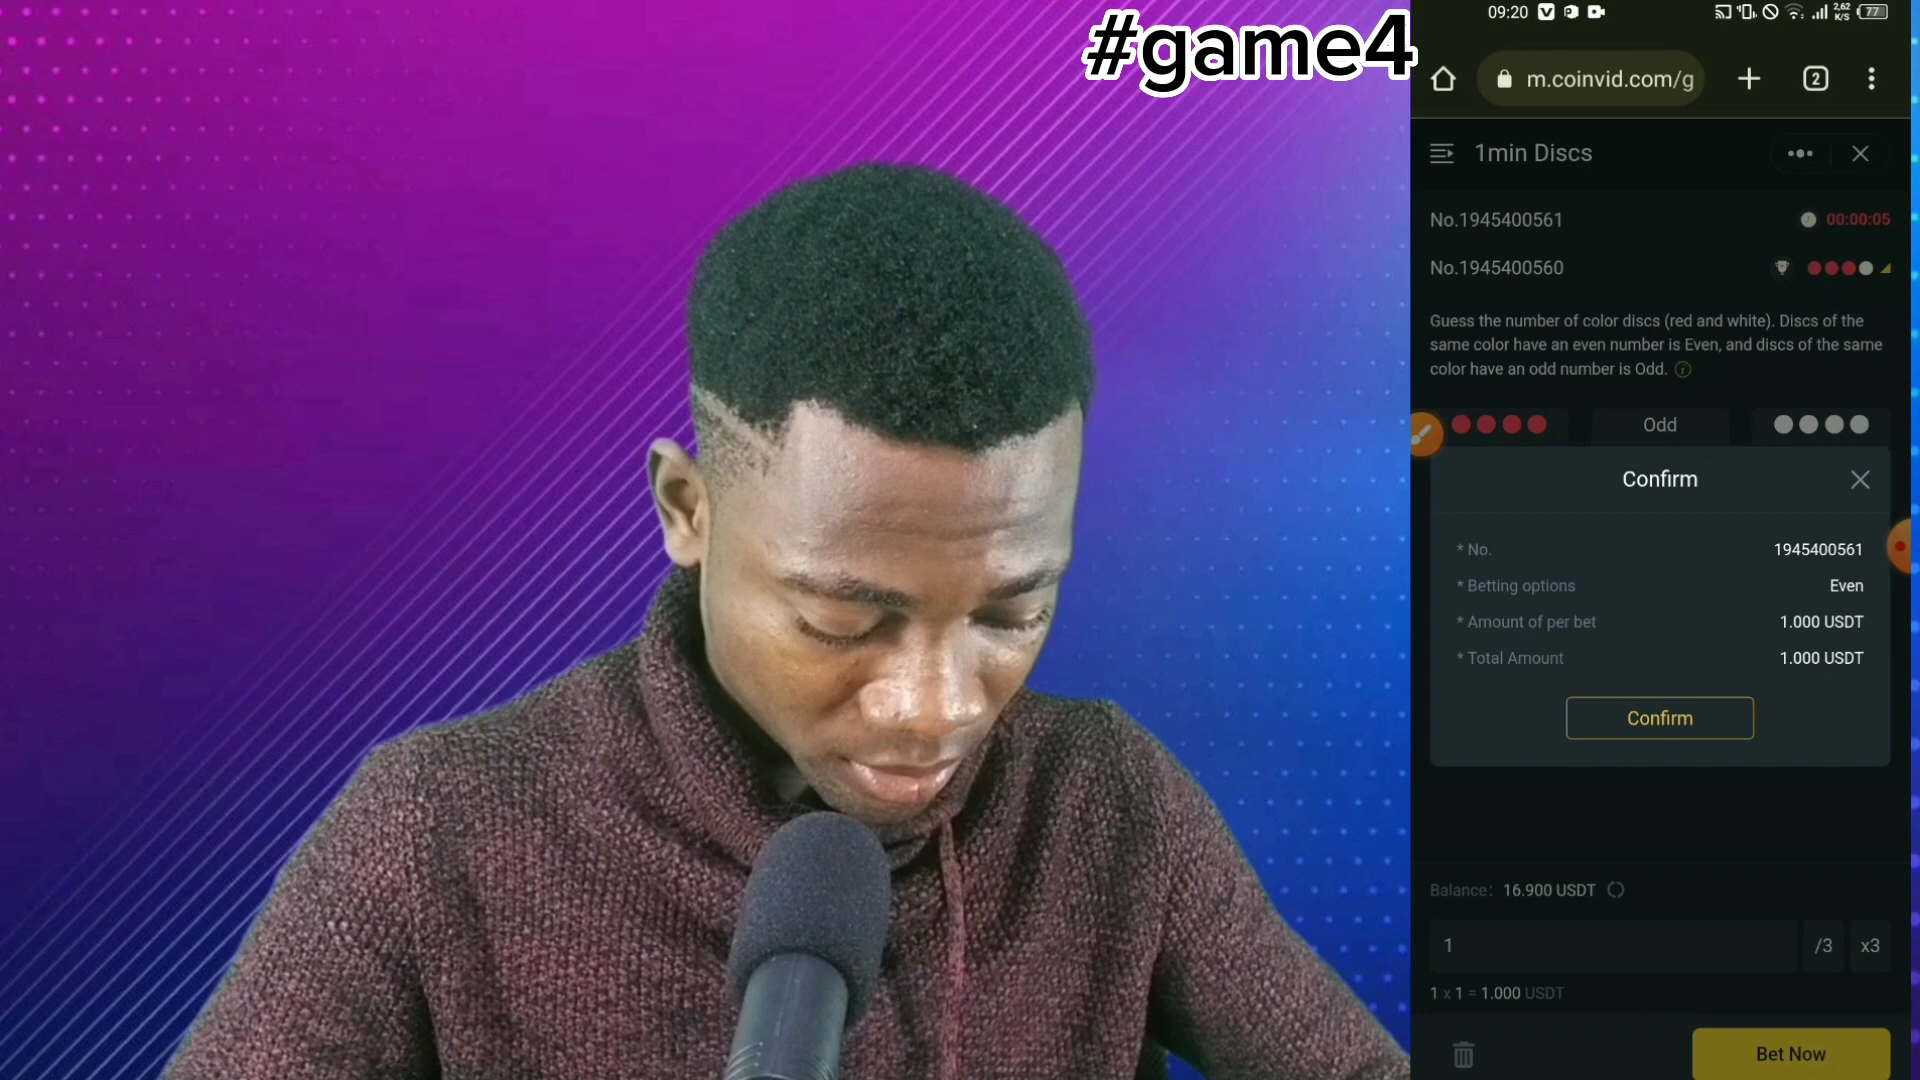 #game4
09:20
2,62
K/S
77
m.coinvid.com/g
2
1min Discs
No.1945400561
00:00:05
No.1945400560
Guess the number of color discs (red and white). Discs of the
same color have an even number is Even, and discs of the same
color have an odd number is Odd.
Odd
Confirm
* No.
1945400561
* Betting options
Even
* Amount of per bet
1.000 USDT
* Total Amount
1.000 USDT
Confirm
Balance: 16.900 USDT
1
/3
x3
1 x 1 = 1.000 USDT
Bet Now